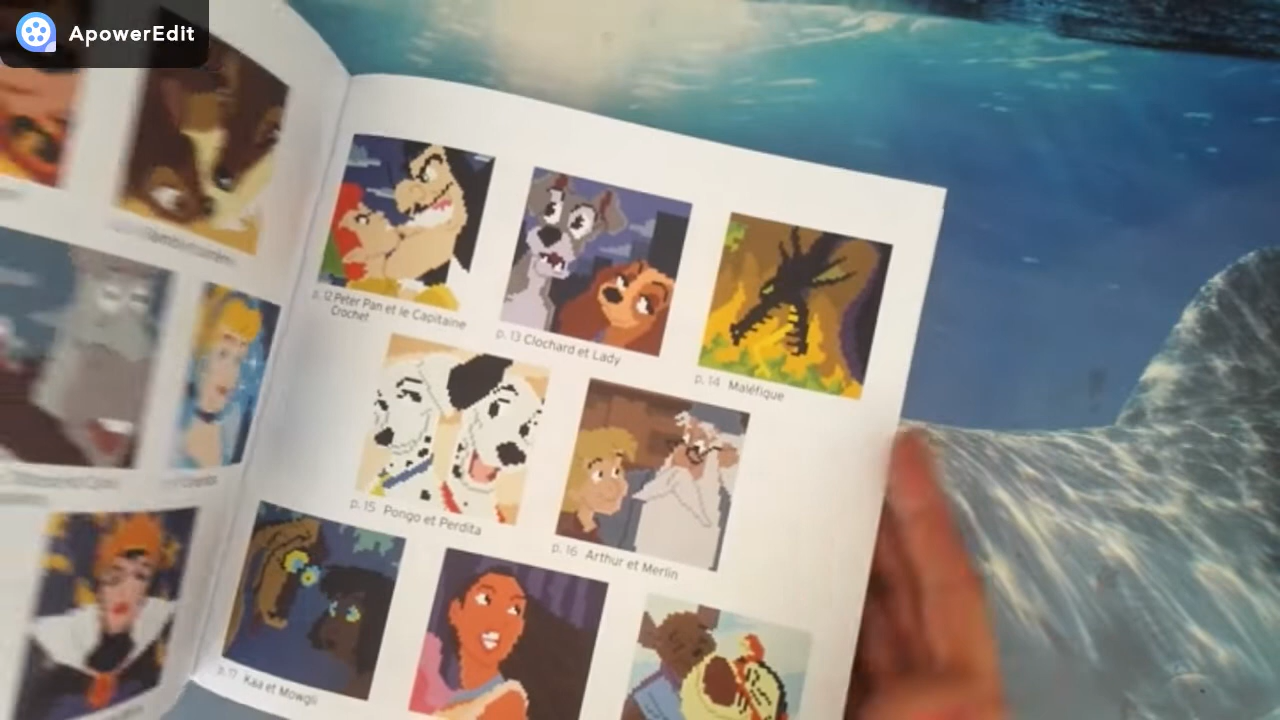 ApowerEdit
p. 12 Peter Pan et le Capitaine
Crochet
p. 13 Clochard et Lady
p. 14 Maléfique
p. 15 Pongo et Perdita
p. 16 Arthur et Merlin
p. 17 Kaa et Mowgli